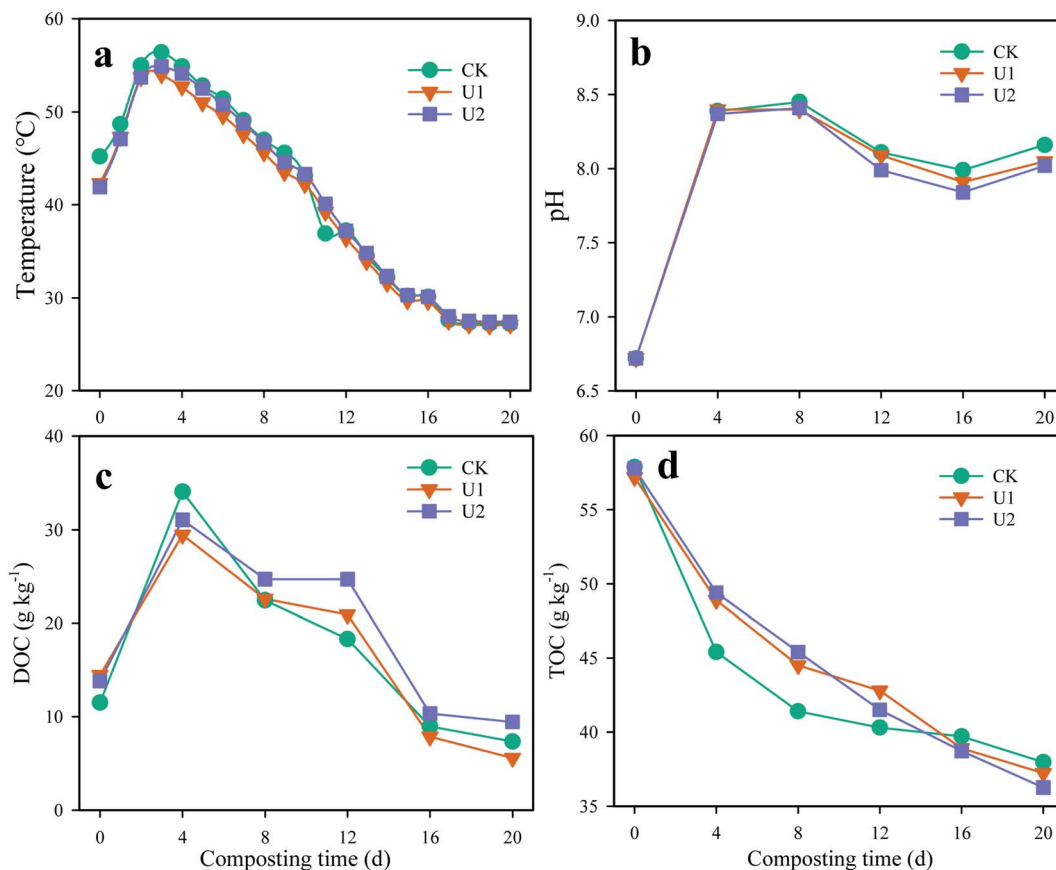 a
CK
U1
U2
Temperature (°C)
60
50
40
30
20
0 4 8 12 16 20
b
CK
U1
U2
pH
9.0
8.5
8.0
7.5
7.0
6.5
0 4 8 12 16 20
c
CK
U1
U2
DOC (g kg⁻¹)
40
30
20
10
0
0 4 8 12 16 20
Composting time (d)
d
CK
U1
U2
TOC (g kg⁻¹)
60
55
50
45
40
35
0 4 8 12 16 20
Composting time (d)